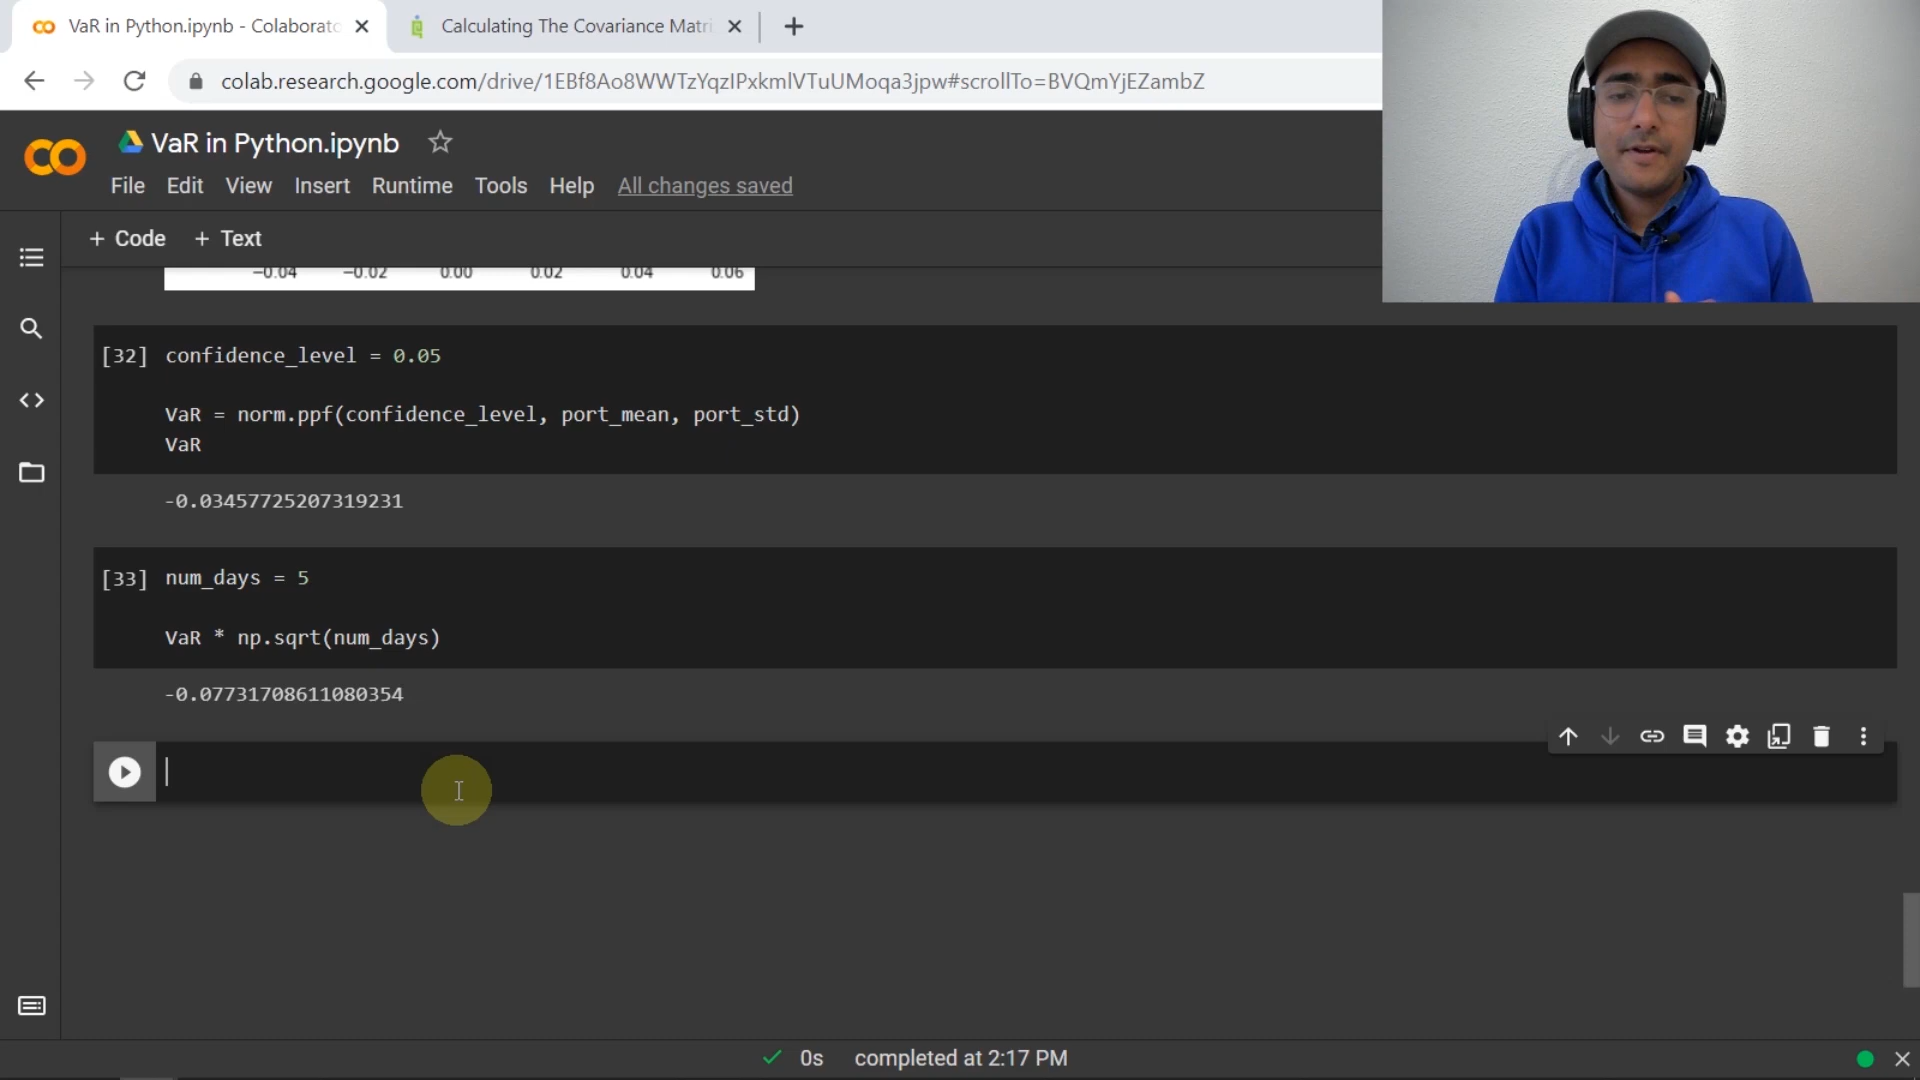 VaR in Python.ipynb - Colaborato
Calculating The Covariance Matri
colab.research.google.com/drive/1EBf8Ao8WWTzYqzIPxkmlVTuUMoqa3jpw#scrollTo=BVQmYjEZambZ
VaR in Python.ipynb
File Edit View Insert Runtime Tools Help All changes saved
+ Code + Text
−0.04 −0.02 0.00 0.02 0.04 0.06
[32] confidence_level = 0.05
VaR = norm.ppf(confidence_level, port_mean, port_std)
VaR
-0.03457725207319231
[33] num_days = 5
VaR * np.sqrt(num_days)
-0.07731708611080354
0s completed at 2:17 PM